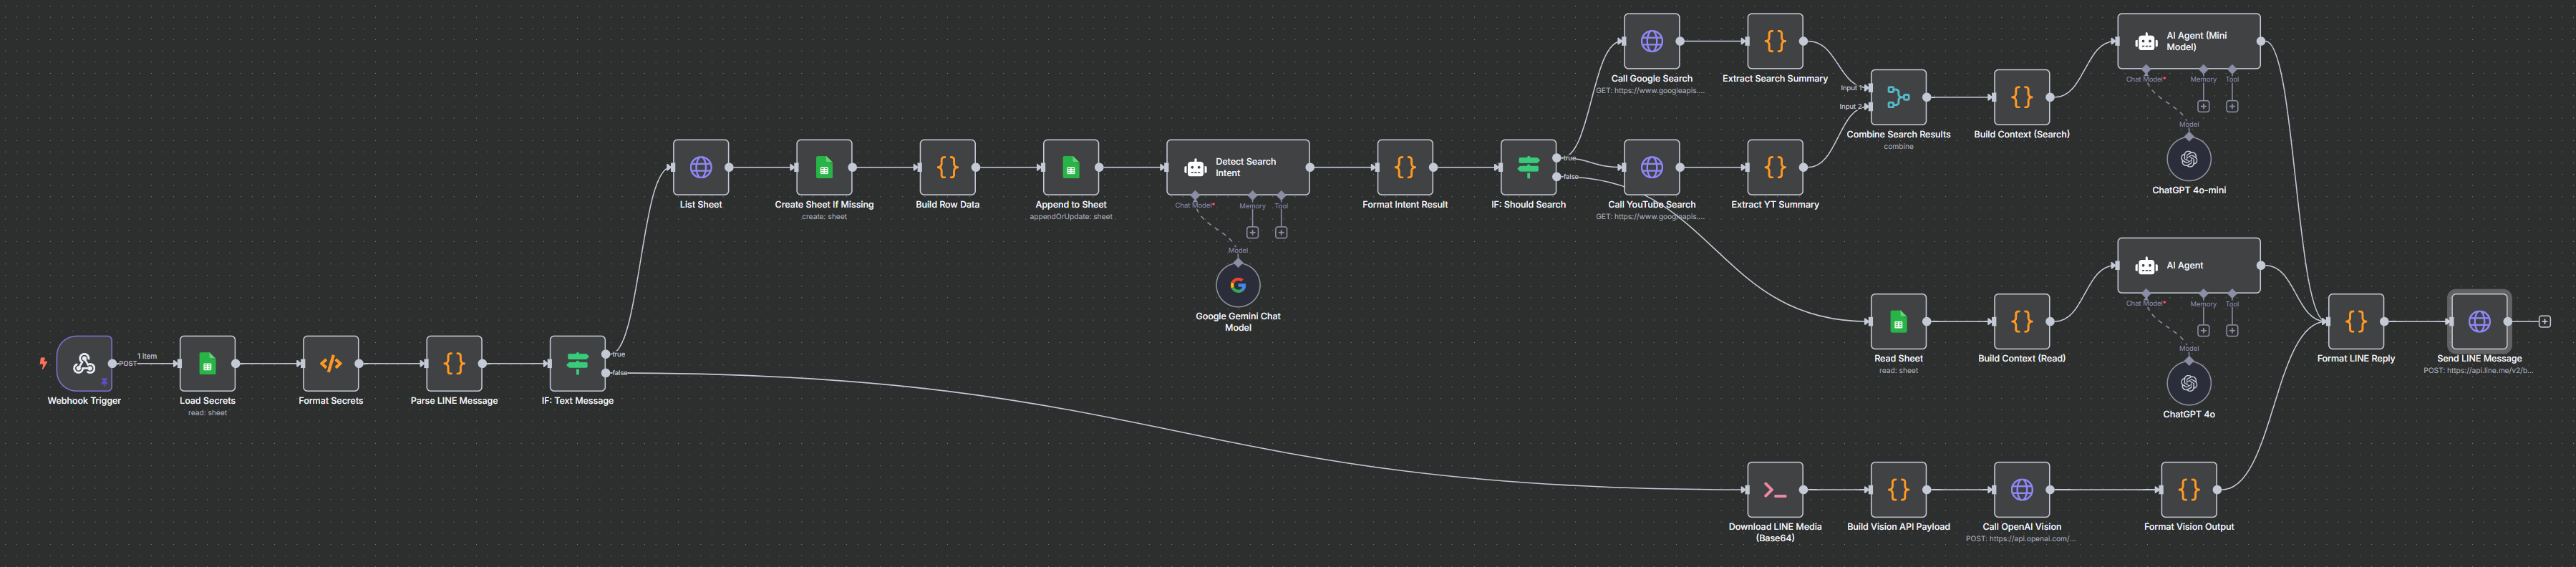 Call Google Search
GET: https://www.googleapis....
Extract Search Summary
Input 1
Input 2
Combine Search Results
combine
Build Context (Search)
AI Agent (Mini
Model)
Chat Model*
Memory
Tool
Model
ChatGPT 4o-mini
List Sheet
Create Sheet If Missing
create: sheet
Build Row Data
Append to Sheet
appendOrUpdate: sheet
Detect Search
Intent
Chat Model*
Memory
Tool
Model
Google Gemini Chat
Model
Format Intent Result
IF: Should Search
true
false
Call YouTube Search
GET: https://www.googleapis....
Extract YT Summary
Read Sheet
read: sheet
Build Context (Read)
AI Agent
Chat Model*
Memory
Tool
Model
ChatGPT 4o
Format LINE Reply
Send LINE Message
POST: https://api.line.me/v2/b...
Webhook Trigger
POST
1 item
Load Secrets
read: sheet
Format Secrets
Parse LINE Message
IF: Text Message
true
false
Download LINE Media
(Base64)
Build Vision API Payload
Call OpenAI Vision
POST: https://api.openai.com/...
Format Vision Output